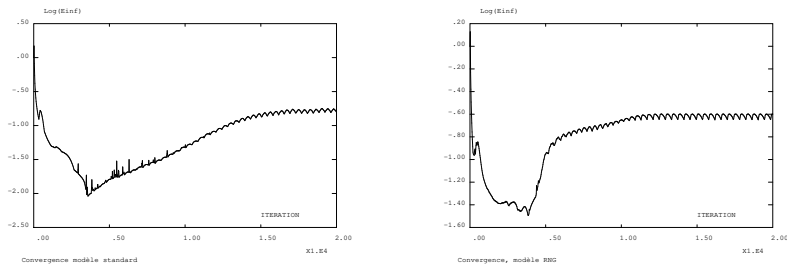 Log(Einf)
.50
.00
-.50
-1.00
-1.50
-2.00
-2.50
ITERATION
.00 .50 1.00 1.50 2.00
X1.E4
Convergence modèle standard
Log(Einf)
.20
.00
-.20
-.40
-.60
-.80
-1.00
-1.20
-1.40
-1.60
ITERATION
.00 .50 1.00 1.50 2.00
X1.E4
Convergence, modèle RNG